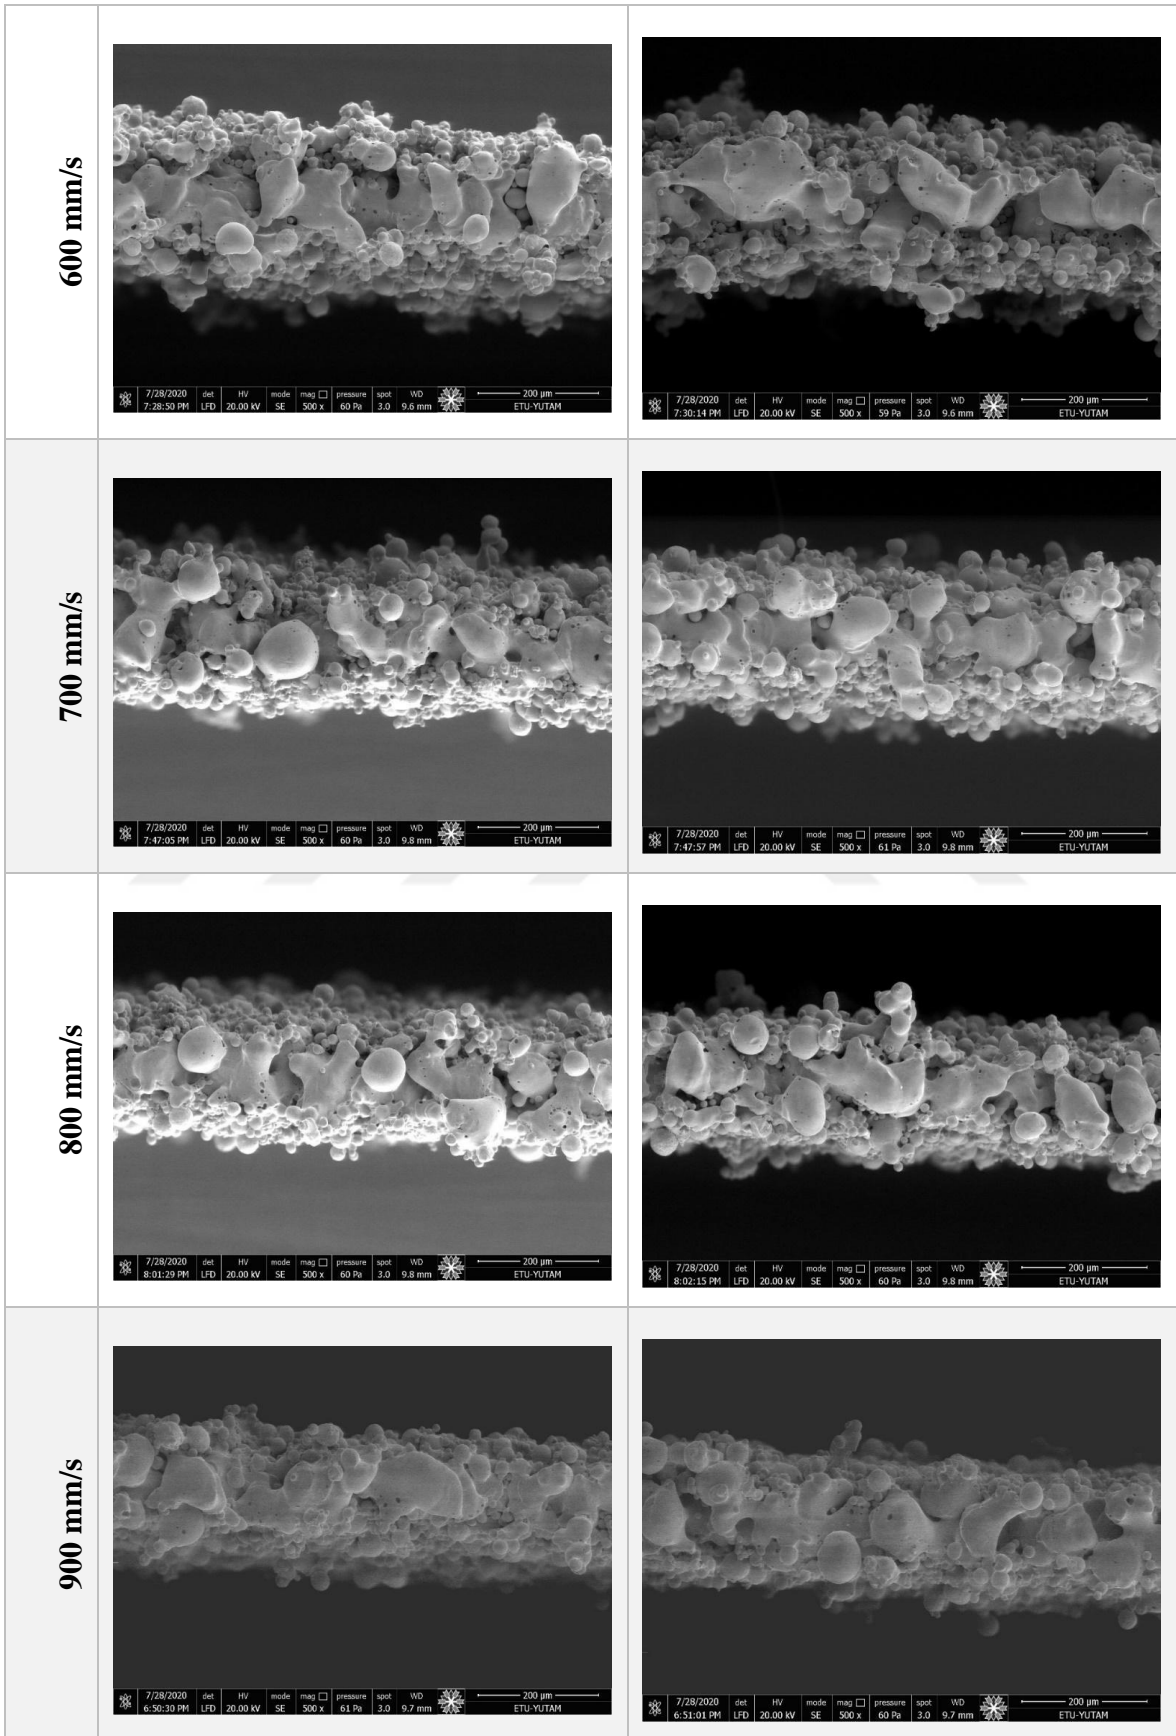 600 mm/s
7/28/2020 det HV mode mag pressure spot WD 200 µm
7:28:50 PM LFD 20.00 kV SE 500 x 60 Pa 3.0 9.6 mm ETU-YUTAM
7/28/2020 det HV mode mag pressure spot WD 200 µm
7:30:14 PM LFD 20.00 kV SE 500 x 59 Pa 3.0 9.6 mm ETU-YUTAM
700 mm/s
7/28/2020 det HV mode mag pressure spot WD 200 µm
7:47:05 PM LFD 20.00 kV SE 500 x 60 Pa 3.0 9.8 mm ETU-YUTAM
7/28/2020 det HV mode mag pressure spot WD 200 µm
7:47:57 PM LFD 20.00 kV SE 500 x 61 Pa 3.0 9.8 mm ETU-YUTAM
800 mm/s
7/28/2020 det HV mode mag pressure spot WD 200 µm
8:01:29 PM LFD 20.00 kV SE 500 x 60 Pa 3.0 9.8 mm ETU-YUTAM
7/28/2020 det HV mode mag pressure spot WD 200 µm
8:02:15 PM LFD 20.00 kV SE 500 x 60 Pa 3.0 9.8 mm ETU-YUTAM
900 mm/s
7/28/2020 det HV mode mag pressure spot WD 200 µm
6:50:30 PM LFD 20.00 kV SE 500 x 61 Pa 3.0 9.7 mm ETU-YUTAM
7/28/2020 det HV mode mag pressure spot WD 200 µm
6:51:01 PM LFD 20.00 kV SE 500 x 60 Pa 3.0 9.7 mm ETU-YUTAM